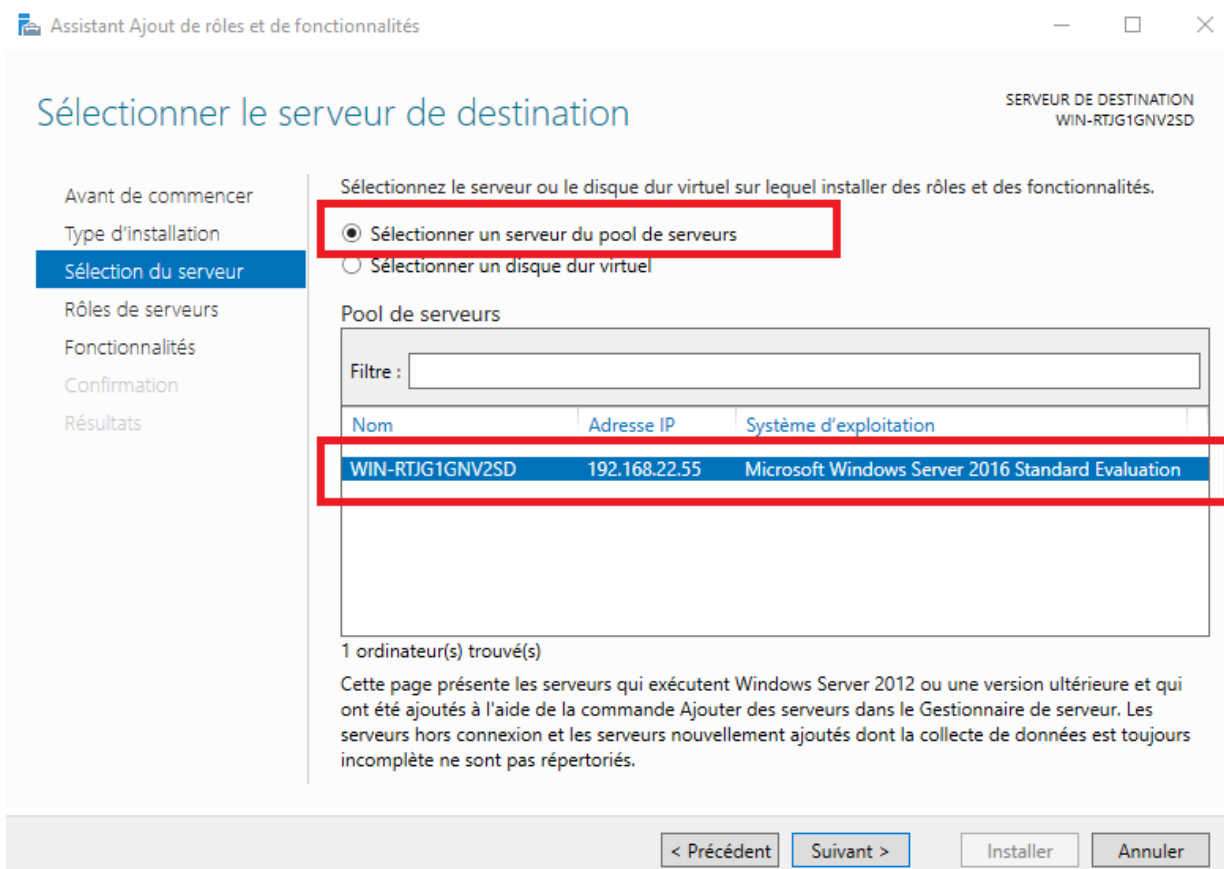 Assistant Ajout de rôles et de fonctionnalités
Sélectionner le serveur de destination
SERVEUR DE DESTINATION
WIN-RTJG1GNV2SD
Avant de commencer
Type d'installation
Sélection du serveur
Rôles de serveurs
Fonctionnalités
Confirmation
Résultats
Sélectionnez le serveur ou le disque dur virtuel sur lequel installer des rôles et des fonctionnalités.
Sélectionner un serveur du pool de serveurs
Sélectionner un disque dur virtuel
Pool de serveurs
Filtre :
Nom Adresse IP Système d'exploitation
WIN-RTJG1GNV2SD 192.168.22.55 Microsoft Windows Server 2016 Standard Evaluation
1 ordinateur(s) trouvé(s)
Cette page présente les serveurs qui exécutent Windows Server 2012 ou une version ultérieure et qui
ont été ajoutés à l'aide de la commande Ajouter des serveurs dans le Gestionnaire de serveur. Les
serveurs hors connexion et les serveurs nouvellement ajoutés dont la collecte de données est toujours
incomplète ne sont pas répertoriés.
< Précédent Suivant > Installer Annuler